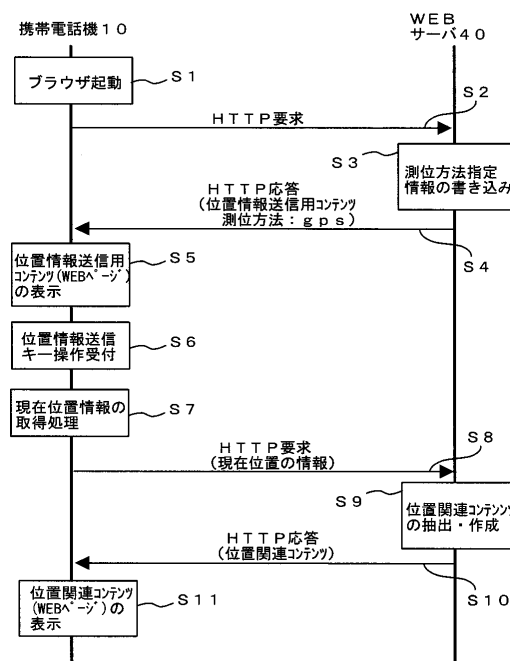 携帯電話機１０
ＷＥＢ
サーバ４０
ブラウザ起動
Ｓ１
ＨＴＴＰ要求
Ｓ２
Ｓ３
測位方法指定
情報の書き込み
ＨＴＴＰ応答
(位置情報送信用コンテンツ
測位方法：ｇｐｓ)
Ｓ４
位置情報送信用
コンテンツ(WEBページ)
の表示
Ｓ５
位置情報送信
キー操作受付
Ｓ６
現在位置情報の
取得処理
Ｓ７
ＨＴＴＰ要求
(現在位置の情報)
Ｓ８
Ｓ９
位置関連コンテンツ
の抽出・作成
ＨＴＴＰ応答
(位置関連コンテンツ)
Ｓ１０
位置関連コンテンツ
(WEBページ)の
表示
Ｓ１１